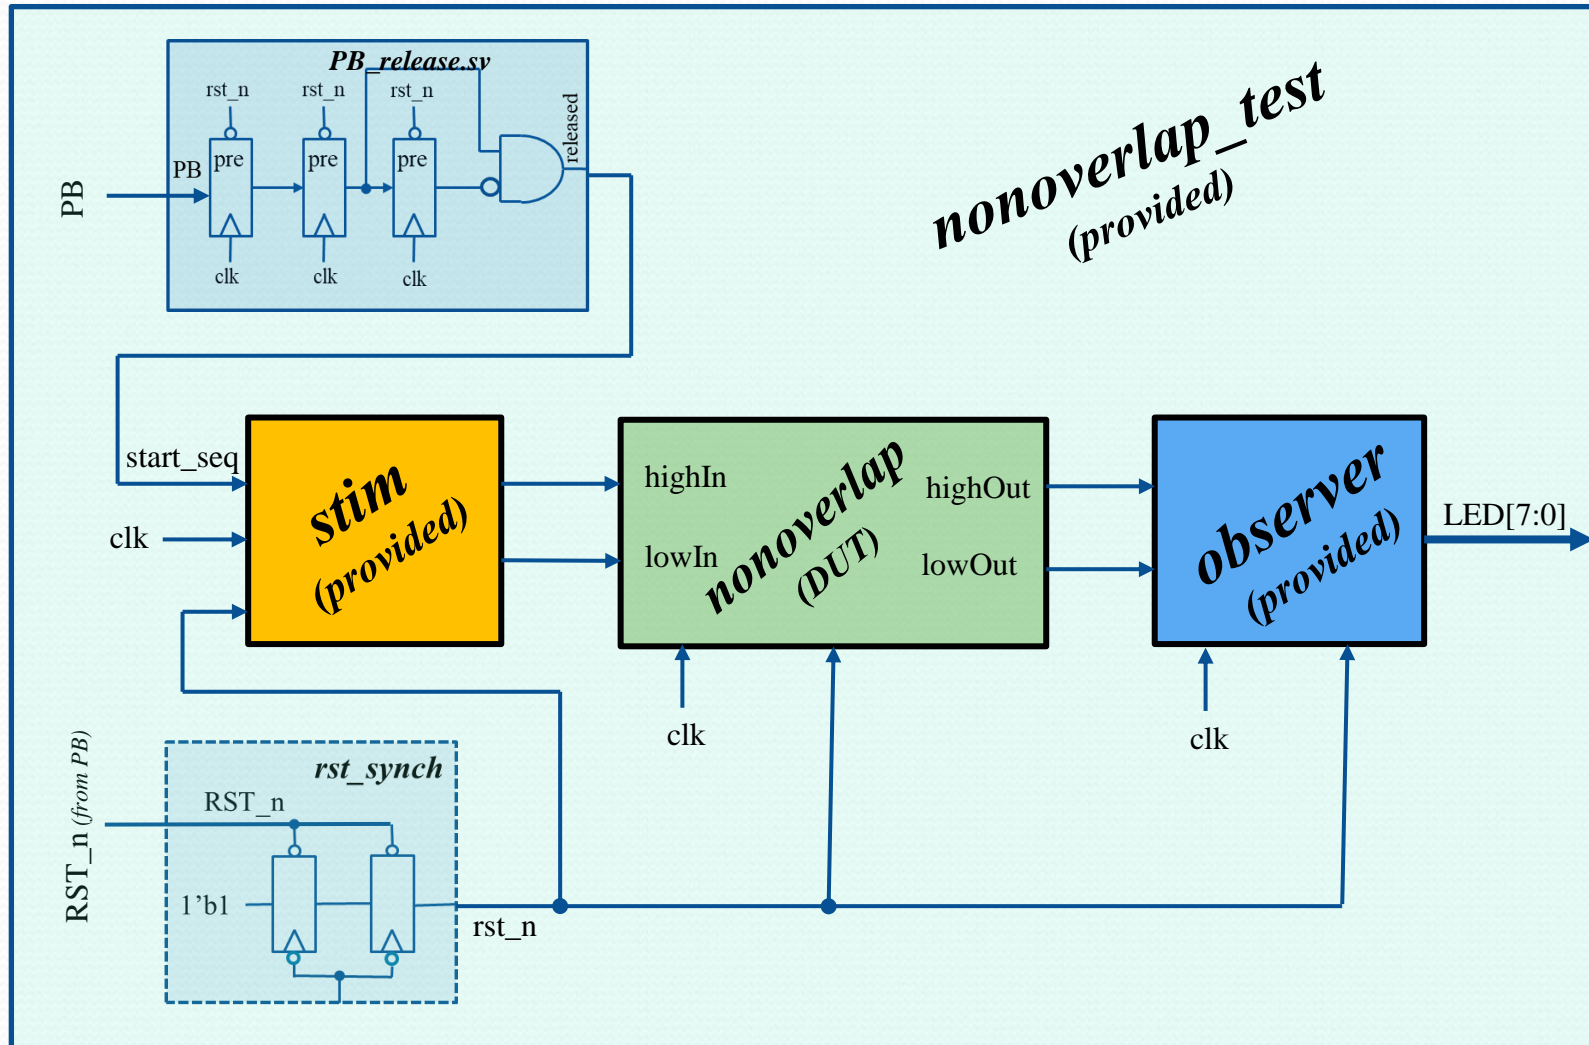 PB_release.sv
rst_n
rst_n
rst_n
pre
pre
pre
PB
PB
released
clk
clk
clk
nonoverlap_test
(provided)
start_seq
clk
stim
(provided)
highIn
lowIn
nonoverlap
(DUT)
highOut
lowOut
observer
(provided)
LED[7:0]
clk
clk
RST_n (from PB)
rst_synch
RST_n
1’b1
rst_n